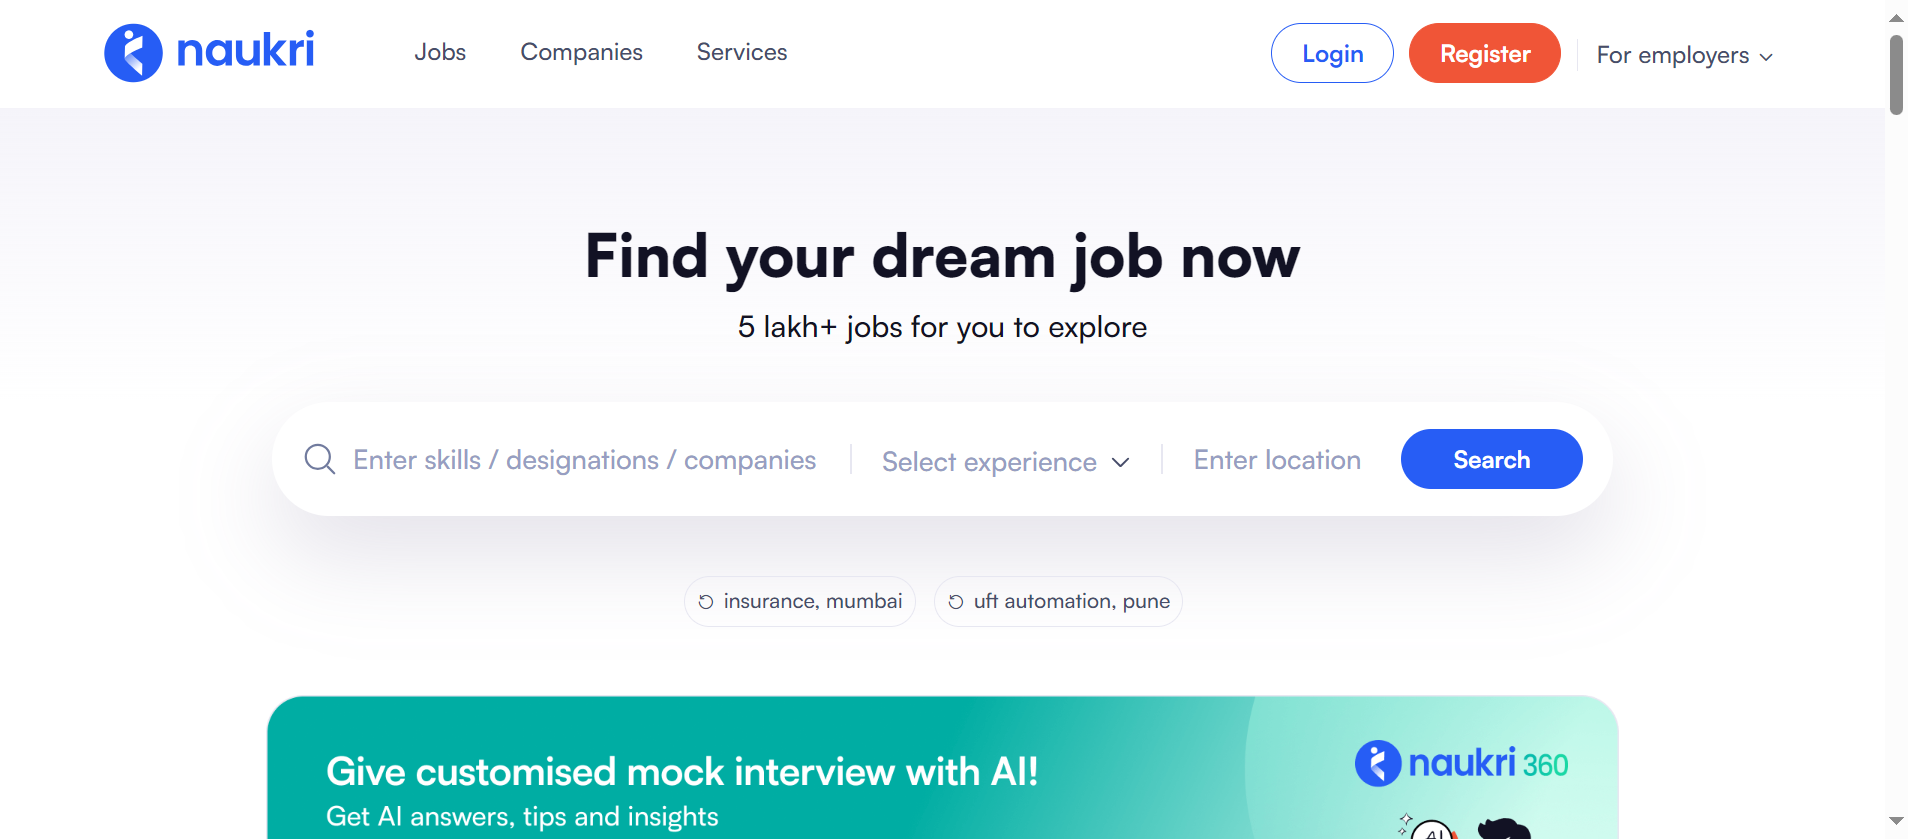 naukri
Jobs Companies Services
Login Register For employers
Find your dream job now
5 lakh+ jobs for you to explore
Enter skills / designations / companies Select experience Enter location Search
insurance, mumbai uft automation, pune
Give customised mock interview with AI!
naukri 360
Get AI answers, tips and insights
AI